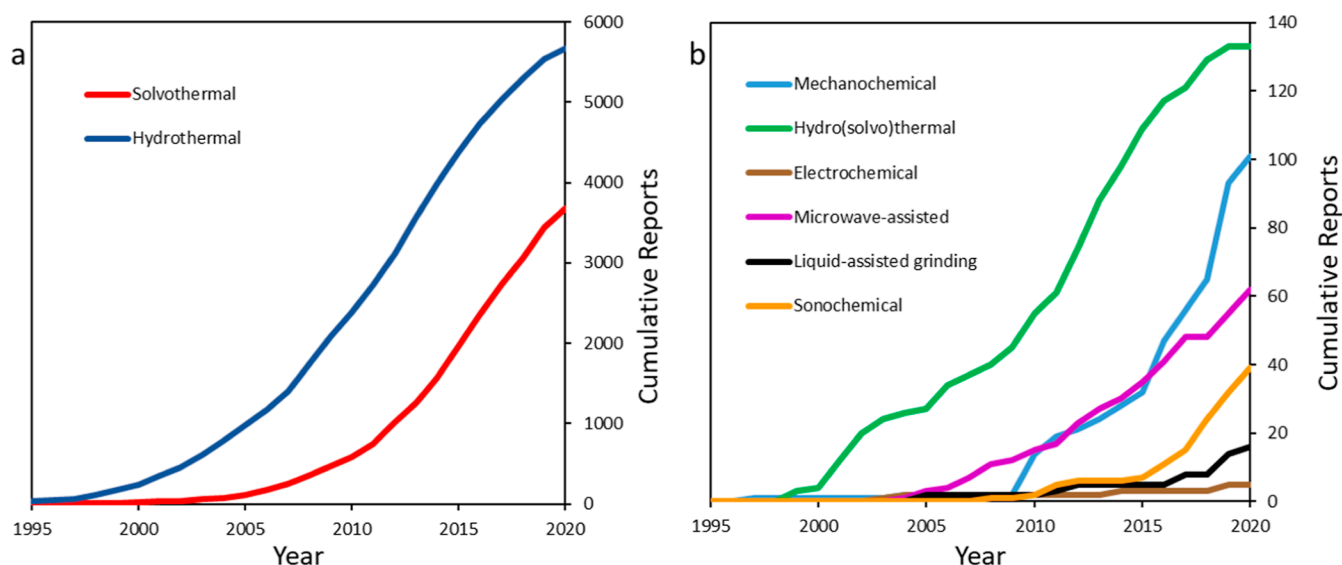 a
Solvothermal
Hydrothermal
6000
5000
4000
3000
2000
1000
0
Cumulative Reports
1995 2000 2005 2010 2015 2020
Year
b
Mechanochemical
Hydro(solvo)thermal
Electrochemical
Microwave-assisted
Liquid-assisted grinding
Sonochemical
140
120
100
80
60
40
20
0
Cumulative Reports
1995 2000 2005 2010 2015 2020
Year